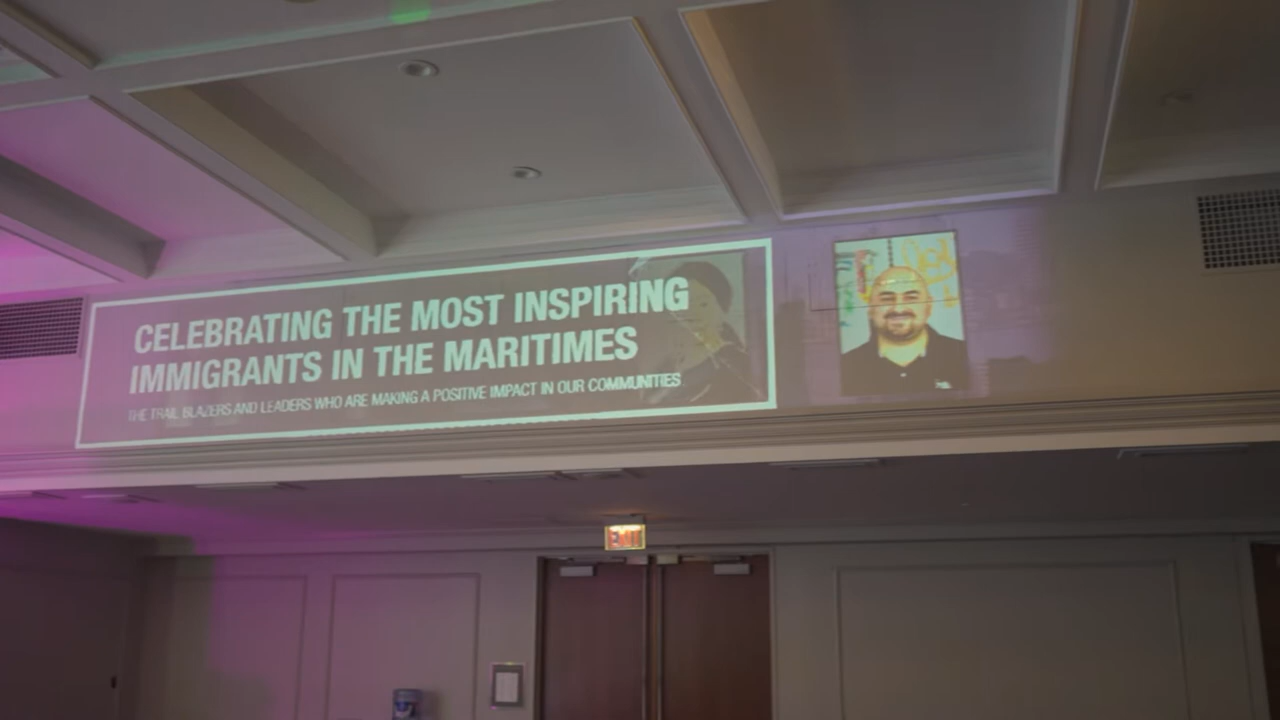 CELEBRATING THE MOST INSPIRING
IMMIGRANTS IN THE MARITIMES
THE TRAIL BLAZERS AND LEADERS WHO ARE MAKING A POSITIVE IMPACT IN OUR COMMUNITIES
EXIT